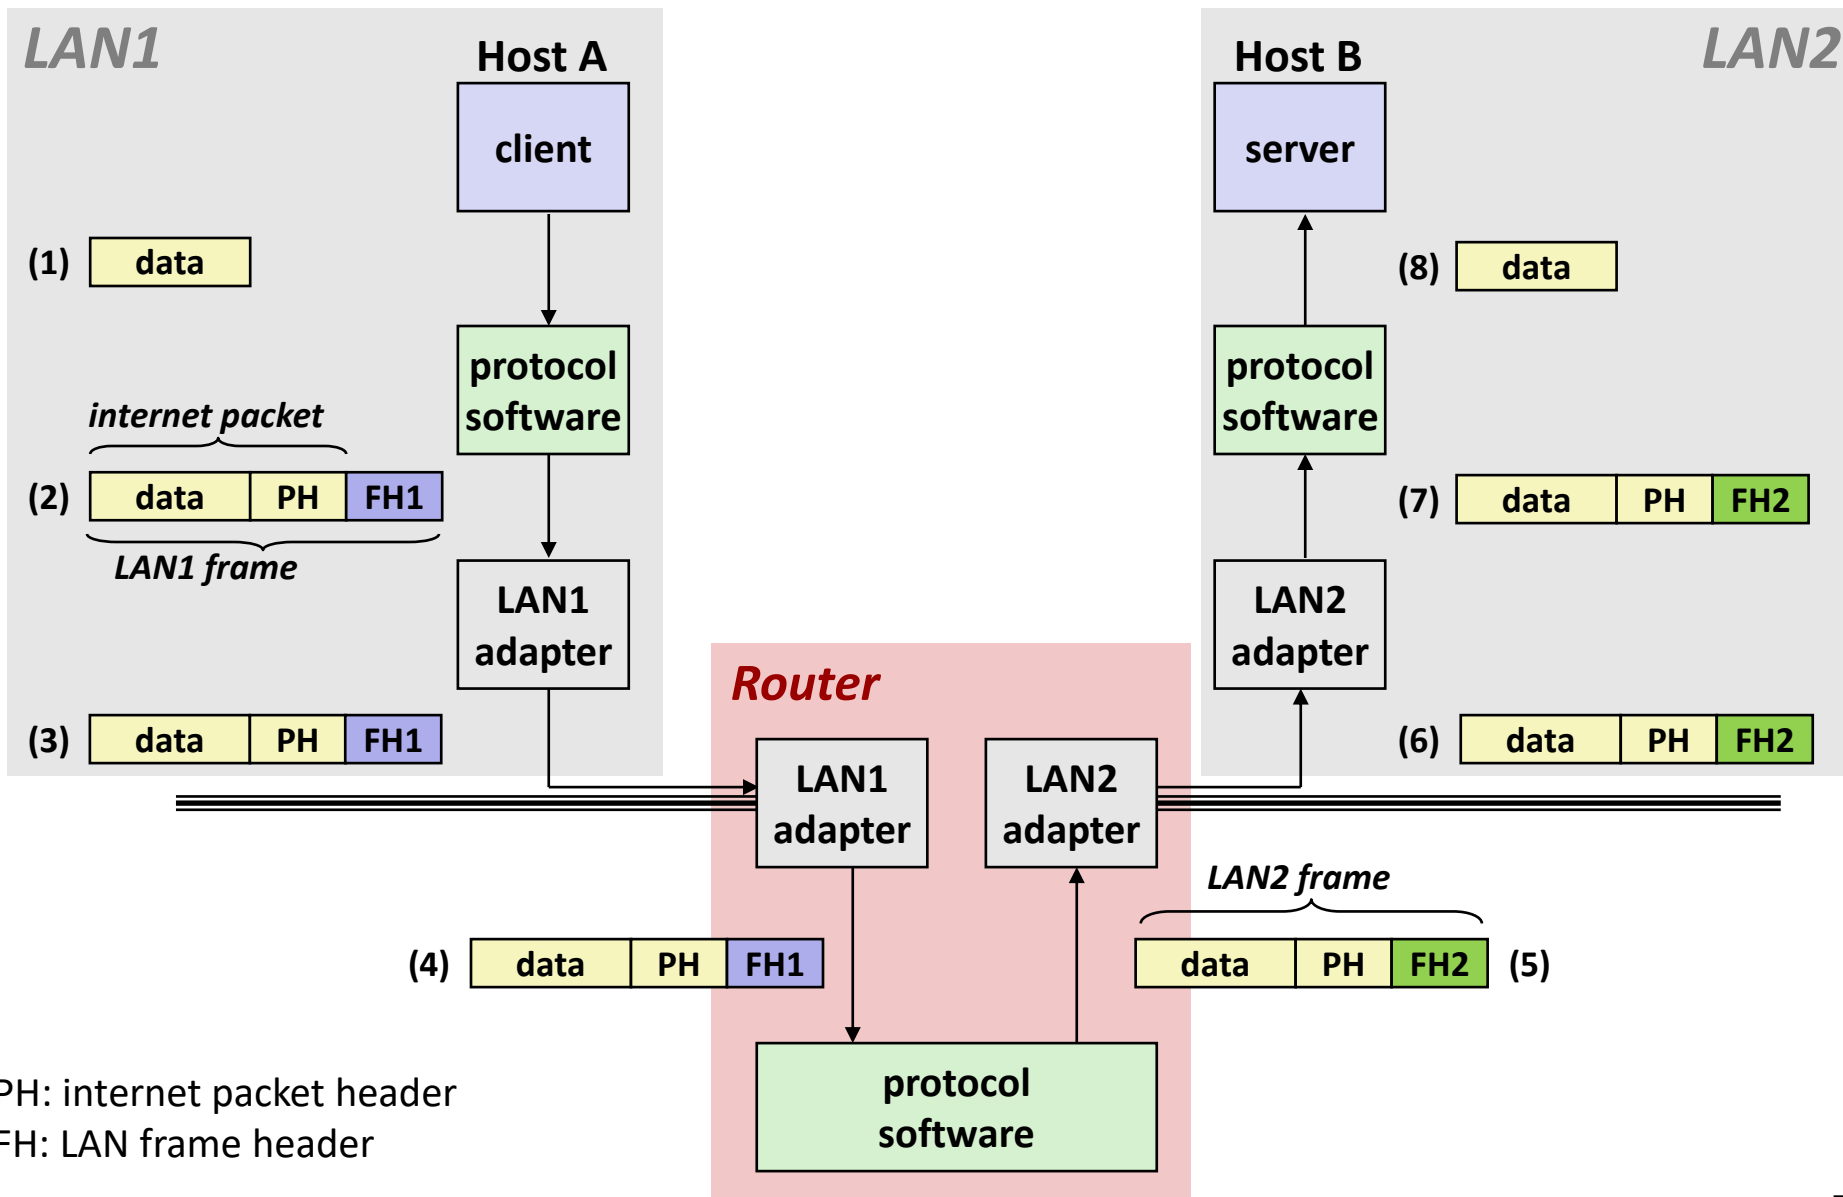 LAN1
Host A
client
(1) data
protocol
software
internet packet
(2) data PH FH1
LAN1 frame
LAN1
adapter
(3) data PH FH1
Router
LAN1
adapter
LAN2
adapter
(4) data PH FH1
protocol
software
LAN2 frame
data PH FH2 (5)
LAN2
Host B
server
(8) data
protocol
software
(7) data PH FH2
LAN2
adapter
(6) data PH FH2
PH: internet packet header
FH: LAN frame header